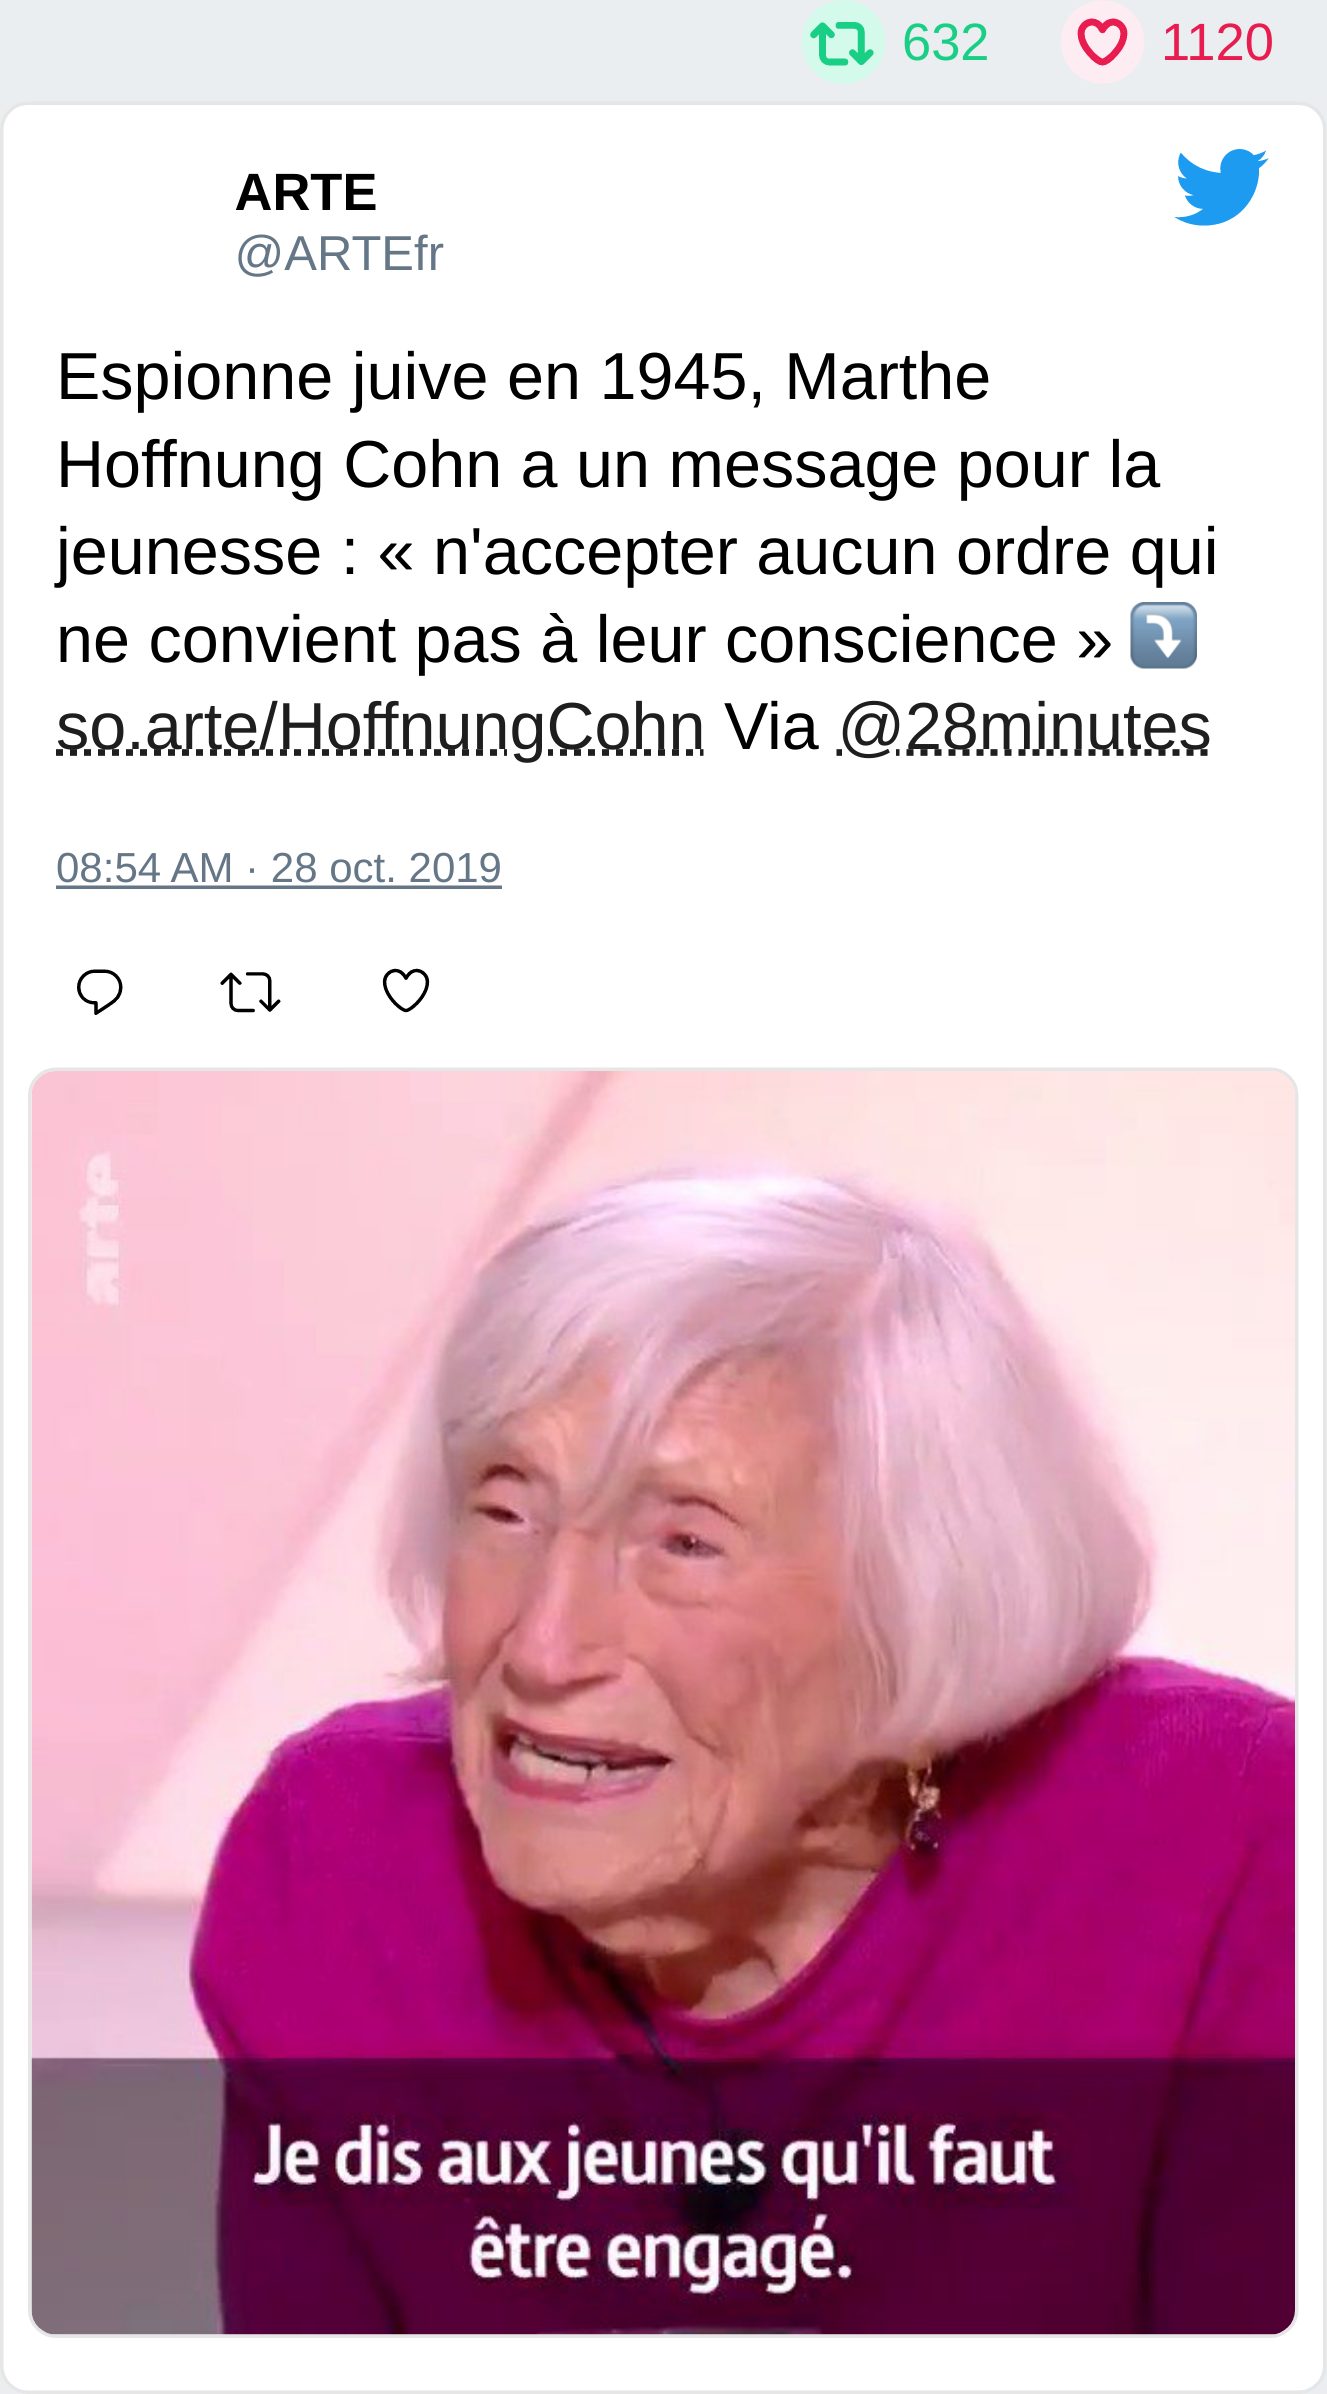 632 1120
ARTE
@ARTEfr
Espionne juive en 1945, Marthe
Hoffnung Cohn a un message pour la
jeunesse : « n'accepter aucun ordre qui
ne convient pas à leur conscience » ⤵️
so.arte/HoffnungCohn Via @28minutes
08:54 AM · 28 oct. 2019
arte
Je dis aux jeunes qu'il faut
être engagé.